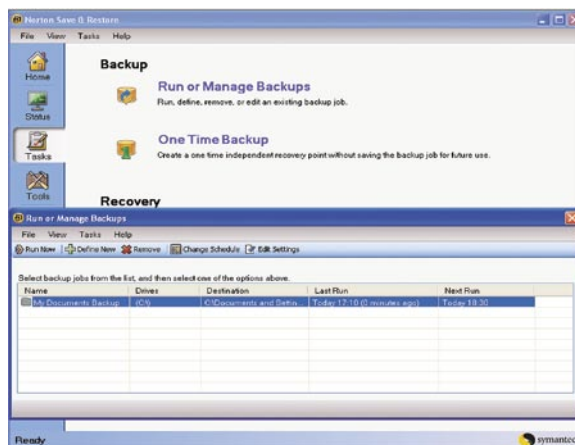 Norton Save & Restore
File View Tasks Help
Home
Status
Tasks
Tools
Backup
Run or Manage Backups
Run, define, remove, or edit an existing backup job.
One Time Backup
Create a one time independent recovery point without saving the backup job for future use.
Recovery
Run or Manage Backups
File View Tasks Help
Run Now Define New Remove Change Schedule Edit Settings
Select backup jobs from the list, and then select one of the options above.
Name Drives Destination Last Run Next Run
My Documents Backup (C:\) C:\Documents and Settin... Today 17:10 (0 minutes ago) Today 18:30
Ready
symantec